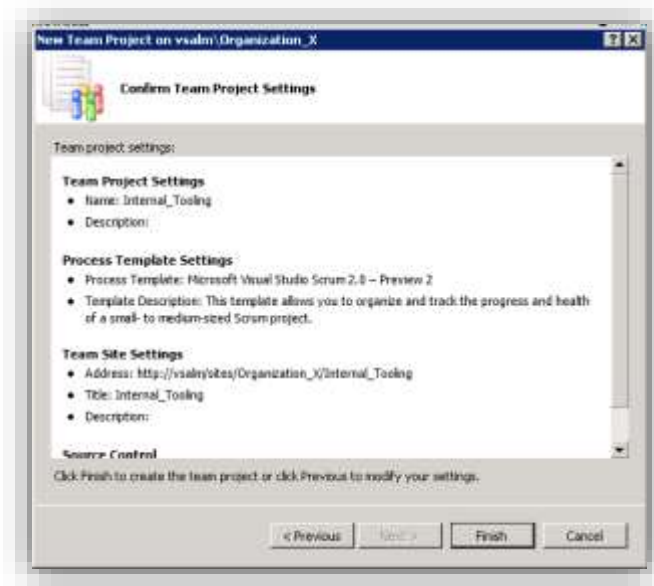 New Team Project on vsalm\Organization_X
Confirm Team Project Settings
Team project settings:
Team Project Settings
• Name: Internal_Tooling
• Description:
Process Template Settings
• Process Template: Microsoft Visual Studio Scrum 2.0 – Preview 2
• Template Description: This template allows you to organize and track the progress and health
of a small- to medium-sized Scrum project.
Team Site Settings
• Address: http://vsalm/sites/Organization_X/Internal_Tooling
• Title: Internal_Tooling
• Description:
Source Control
Click Finish to create the team project or click Previous to modify your settings.
< Previous Next > Finish Cancel